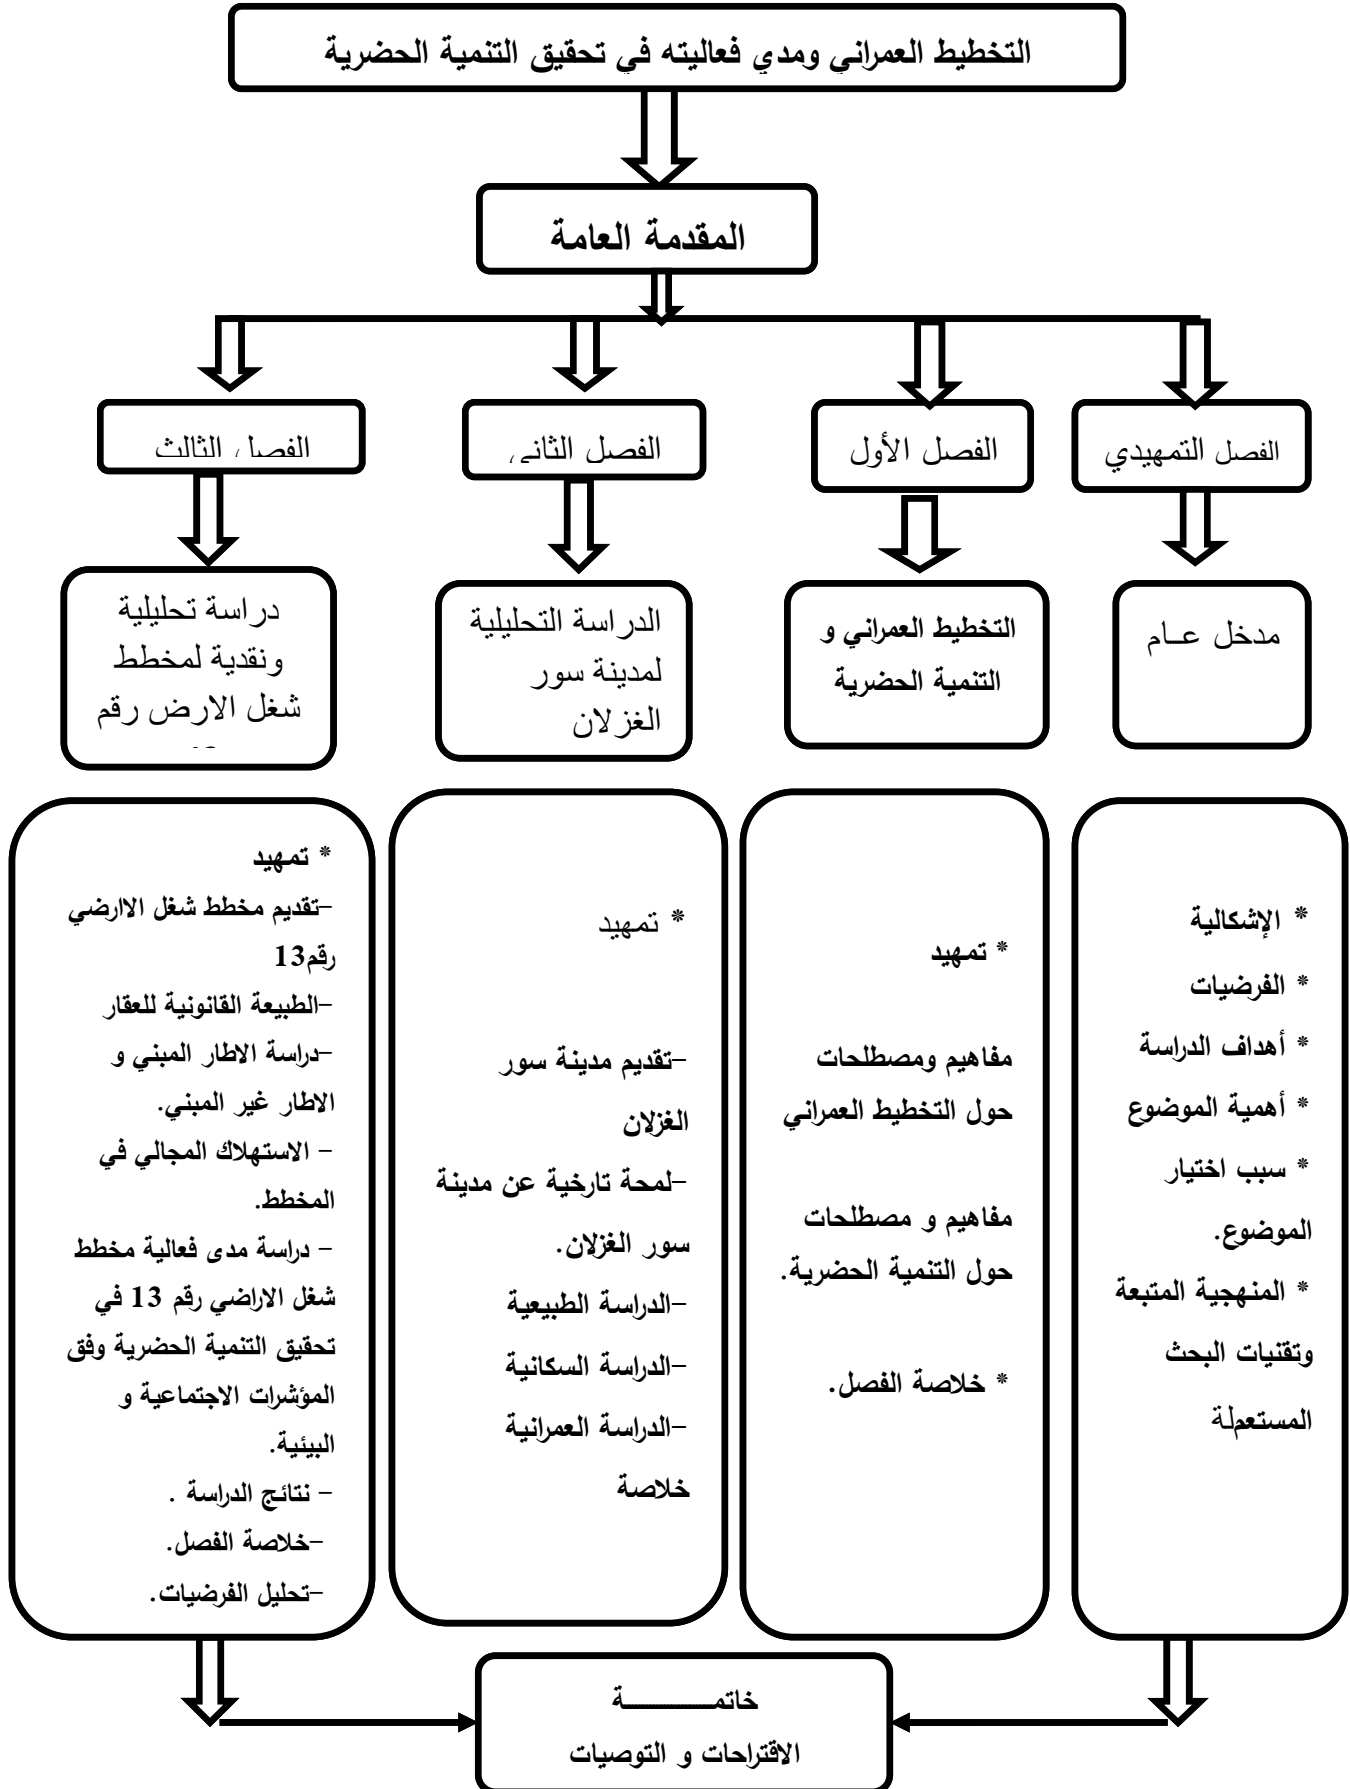 التخطيط العمراني ومدي فعاليته في تحقيق التنمية الحضرية
المقدمة العامة
الفصل التمهيدي
الفصل الأول
الفصل الثاني
الفصل الثالث
مدخل عـام
التخطيط العمراني و
التنمية الحضرية
الدراسة التحليلية
لمدينة سور
الغزلان
دراسة تحليلية
ونقدية لمخطط
شغل الارض رقم
* الإشكالية
* الفرضيات
* أهداف الدراسة
* أهمية الموضوع
* سبب اختيار
الموضوع.
* المنهجية المتبعة
وتقنيات البحث
المستعملة
* تمهيد
مفاهيم ومصطلحات
حول التخطيط العمراني
مفاهيم و مصطلحات
حول التنمية الحضرية.
* خلاصة الفصل.
* تمهيد
-تقديم مدينة سور
الغزلان
-لمحة تارخية عن مدينة
سور الغزلان.
-الدراسة الطبيعية
-الدراسة السكانية
-الدراسة العمرانية
خلاصة
* تمهيد
-تقديم مخطط شغل الاارضي
رقم13
-الطبيعة القانونية للعقار
-دراسة الاطار المبني و
الاطار غير المبني.
- الاستهلاك المجالي في
المخطط.
- دراسة مدى فعالية مخطط
شغل الاراضي رقم 13 في
تحقيق التنمية الحضرية وفق
المؤشرات الاجتماعية و
البيئية.
- نتائج الدراسة .
-خلاصة الفصل.
-تحليل الفرضيات.
خاتمـــــــــة
الاقتراحات و التوصيات